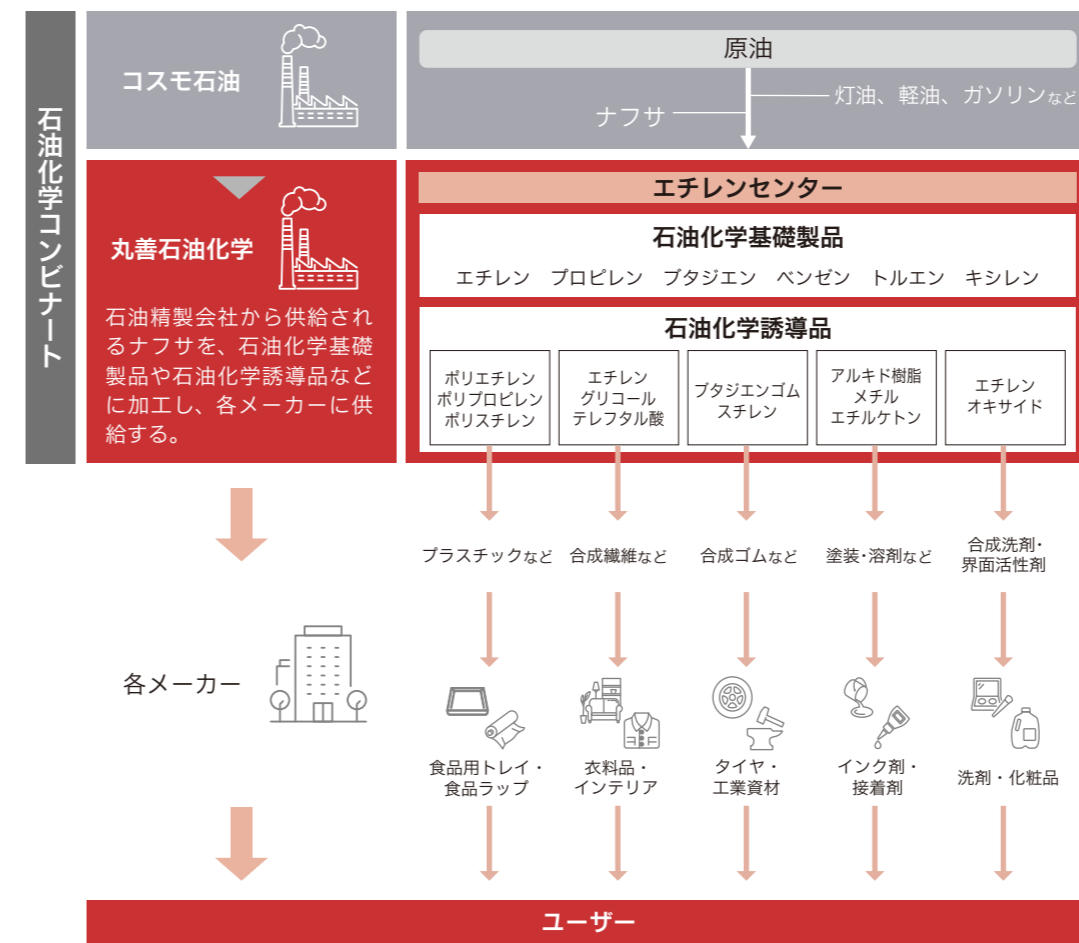 石油化学コンビナート
コスモ石油
原油
灯油、軽油、ガソリンなど
ナフサ
丸善石油化学
石油精製会社から供給され
るナフサを、石油化学基礎
製品や石油化学誘導品など
に加工し、各メーカーに供
給する。
エチレンセンター
石油化学基礎製品
エチレン プロピレン ブタジエン ベンゼン トルエン キシレン
石油化学誘導品
ポリエチレン
ポリプロピレン
ポリスチレン
エチレン
グリコール
テレフタル酸
ブタジエンゴム
スチレン
アルキド樹脂
メチル
エチルケトン
エチレン
オキサイド
プラスチックなど
合成繊維など
合成ゴムなど
塗装・溶剤など
合成洗剤・
界面活性剤
各メーカー
食品用トレイ・
食品ラップ
衣料品・
インテリア
タイヤ・
工業資材
インク剤・
接着剤
洗剤・化粧品
ユーザー